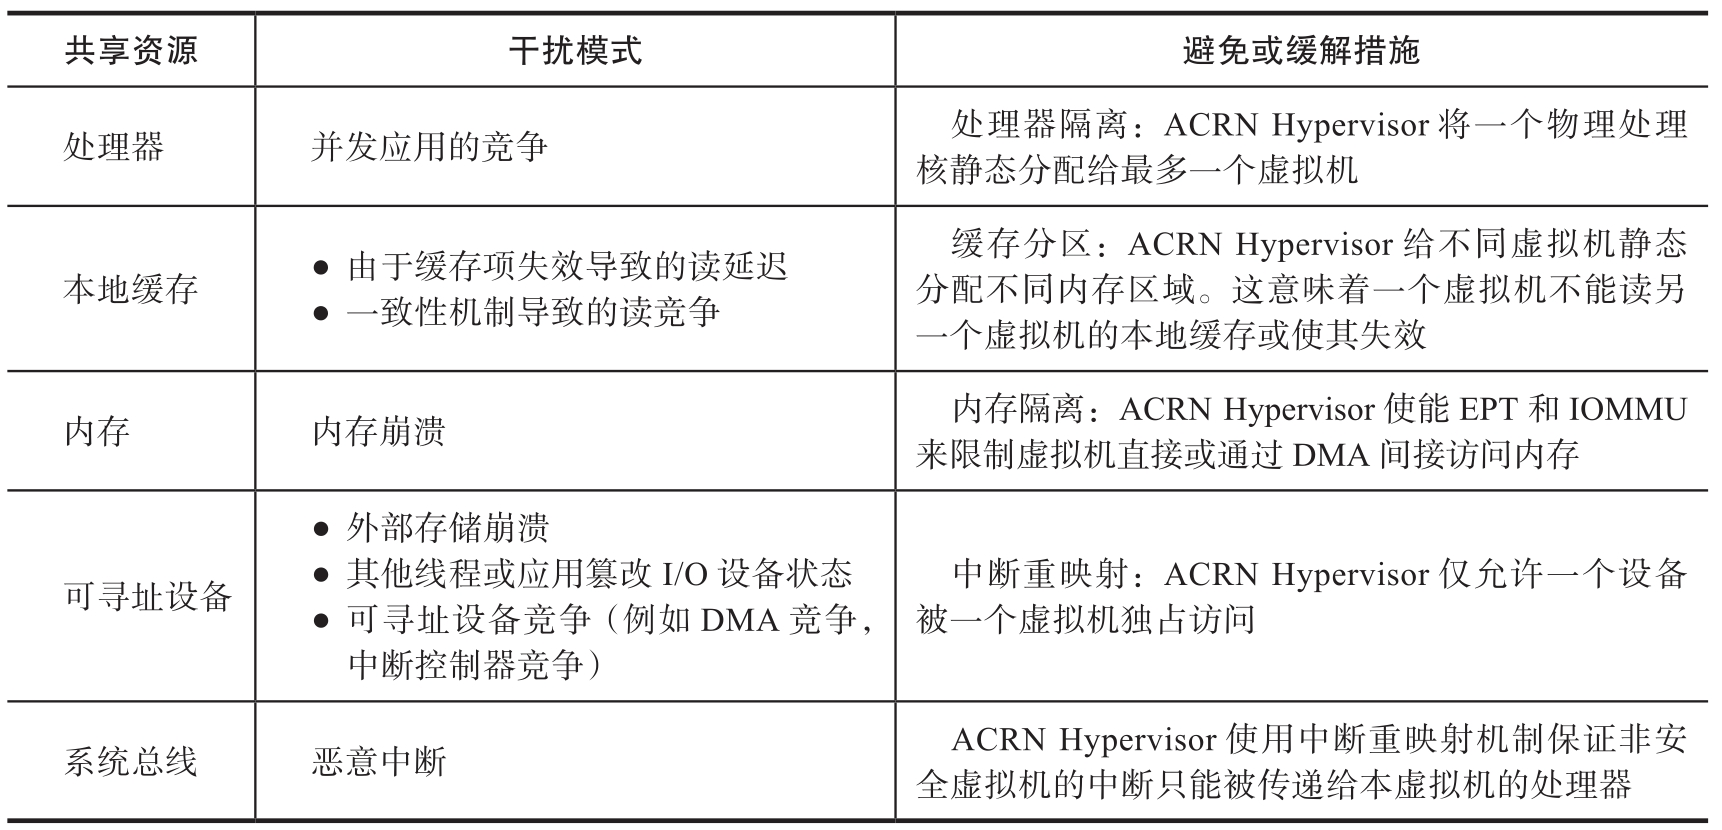 共享资源 干扰模式 避免或缓解措施
处理器 并发应用的竞争
处理器隔离：ACRN Hypervisor 将一个物理处理
核静态分配给最多一个虚拟机
本地缓存
● 由于缓存项失效导致的读延迟
● 一致性机制导致的读竞争
缓存分区：ACRN Hypervisor 给不同虚拟机静态
分配不同内存区域。这意味着一个虚拟机不能读另
一个虚拟机的本地缓存或使其失效
内存 内存崩溃
内存隔离：ACRN Hypervisor 使能 EPT 和 IOMMU
来限制虚拟机直接或通过 DMA 间接访问内存
可寻址设备
● 外部存储崩溃
● 其他线程或应用篡改 I/O 设备状态
● 可寻址设备竞争（例如 DMA 竞争，
中断控制器竞争）
中断重映射：ACRN Hypervisor 仅允许一个设备
被一个虚拟机独占访问
系统总线 恶意中断
ACRN Hypervisor 使用中断重映射机制保证非安
全虚拟机的中断只能被传递给本虚拟机的处理器